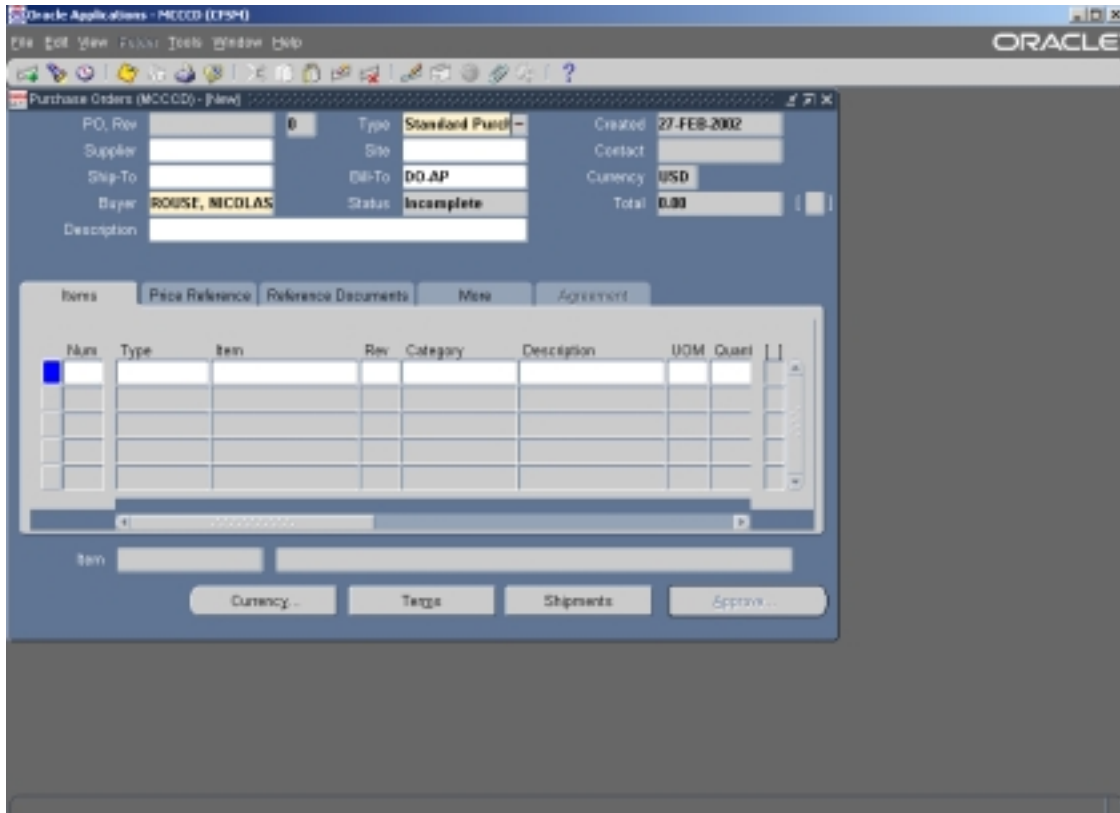 Oracle Applications - MCCCD (CFSM)
File Edit View Folder Tools Window Help
ORACLE
Purchase Orders (MCCCD) - [New]
PO, Rev 0 Type Standard Purch Created 27-FEB-2002
Supplier Site Contact
Ship-To Bill-To DO.AP Currency USD
Buyer ROUSE, NICOLAS Status Incomplete Total 0.00 [ ]
Description
Items Price Reference Reference Documents More Agreement
Num Type Item Rev Category Description UOM Quant [ ]
Item
Currency... Terms Shipments Approve...